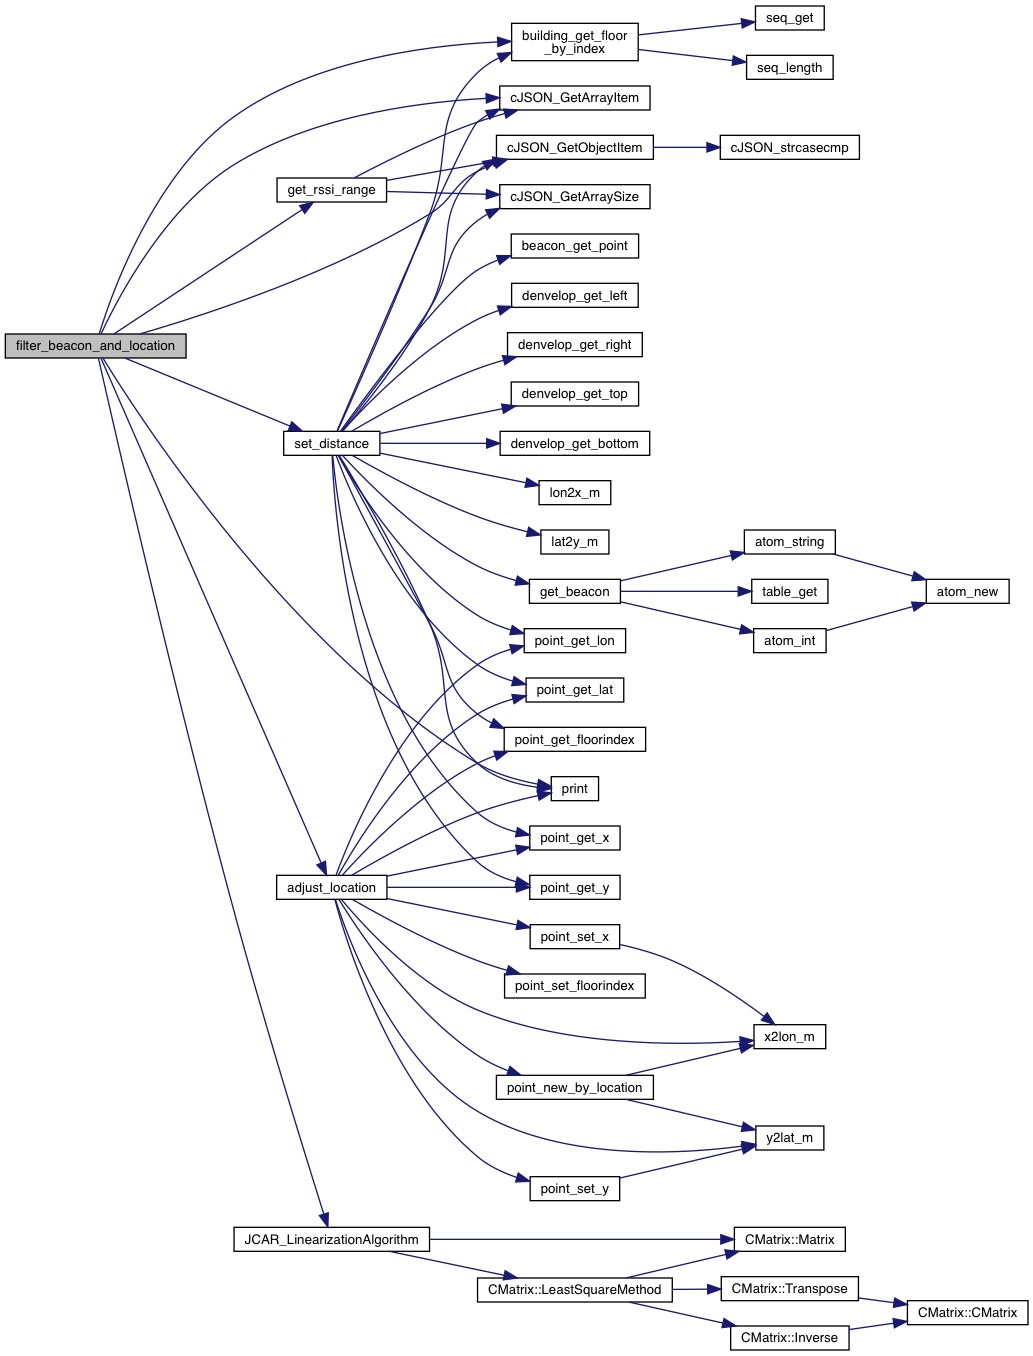 building_get_floor
_by_index
seq_get
seq_length
cJSON_GetArrayItem
cJSON_GetObjectItem
cJSON_strcasecmp
get_rssi_range
cJSON_GetArraySize
beacon_get_point
denvelop_get_left
filter_beacon_and_location
denvelop_get_right
denvelop_get_top
set_distance
denvelop_get_bottom
lon2x_m
lat2y_m
atom_string
get_beacon
table_get
atom_new
point_get_lon
atom_int
point_get_lat
point_get_floorindex
print
point_get_x
adjust_location
point_get_y
point_set_x
point_set_floorindex
x2lon_m
point_new_by_location
y2lat_m
point_set_y
JCAR_LinearizationAlgorithm
CMatrix::Matrix
CMatrix::LeastSquareMethod
CMatrix::Transpose
CMatrix::CMatrix
CMatrix::Inverse